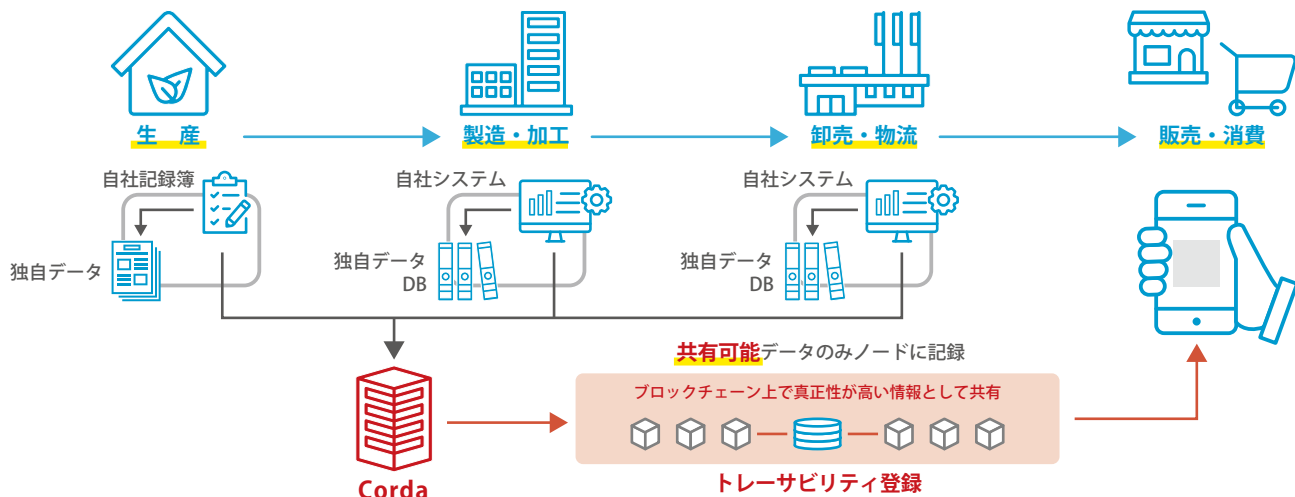 生　産
製造・加工
卸売・物流
販売・消費
自社記録簿
自社システム
自社システム
独自データ
独自データ
DB
独自データ
DB
共有可能データのみノードに記録
ブロックチェーン上で真正性が高い情報として共有
トレーサビリティ登録
Corda